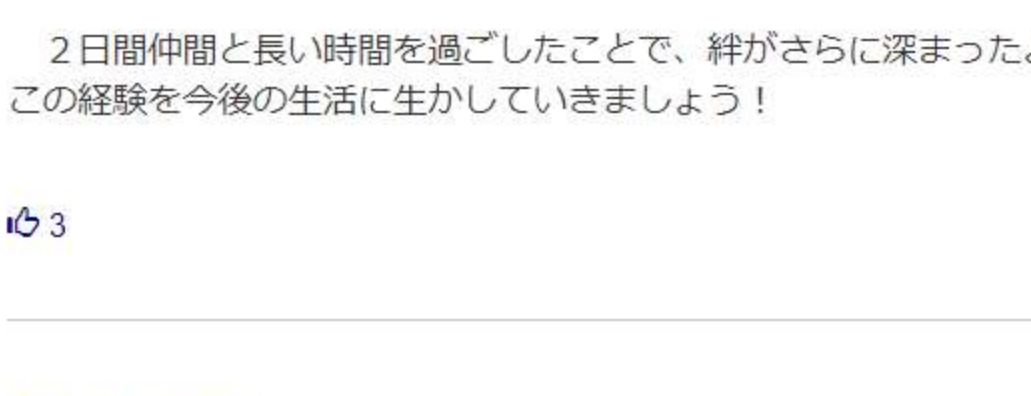 ２日間仲間と長い時間を過ごしたことで、絆がさらに深まった
この経験を今後の生活に生かしていきましょう！
3